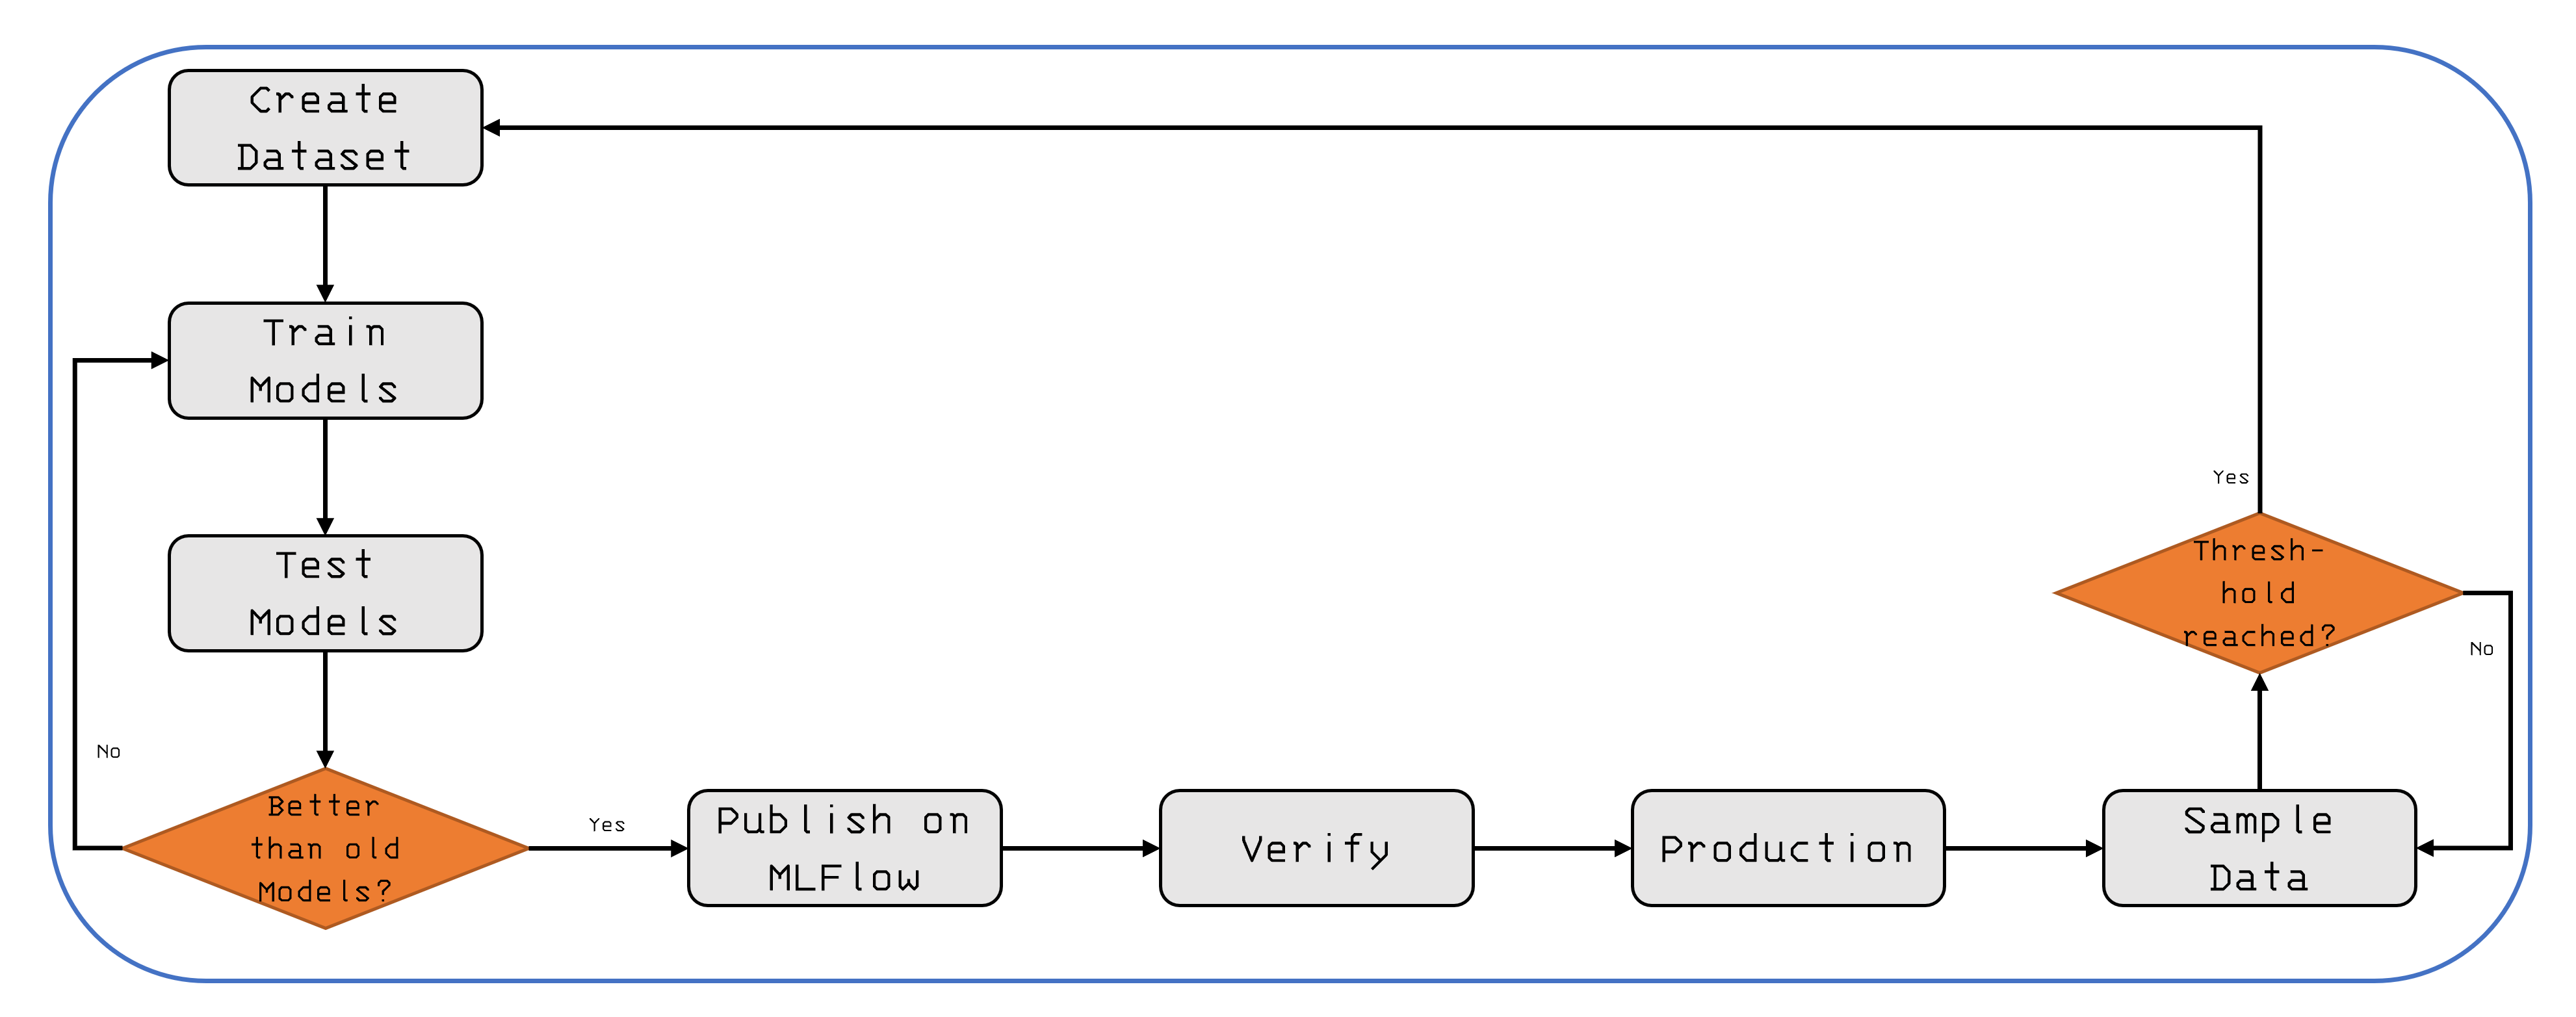 Create
Dataset
Train
Models
Test
Models
No
Better
than old
Models?
Yes
Publish on
MLFlow
Verify
Production
Sample
Data
Thresh-
hold
reached?
Yes
No